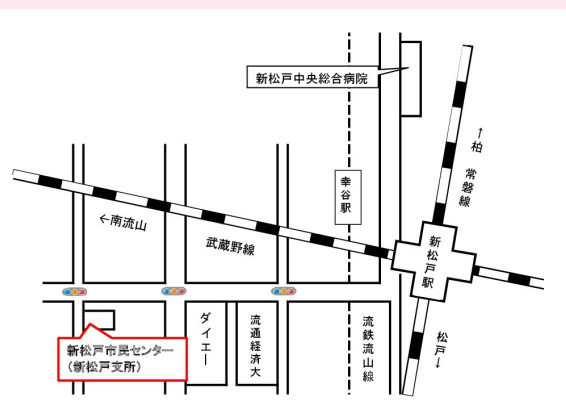 新松戸中央総合病院
↑柏
常磐線
幸谷駅
←南流山
武蔵野線
新松戸駅
ダイエー
流通経済大
流鉄流山線
松戸↓
新松戸市民センター
（新松戸支所）